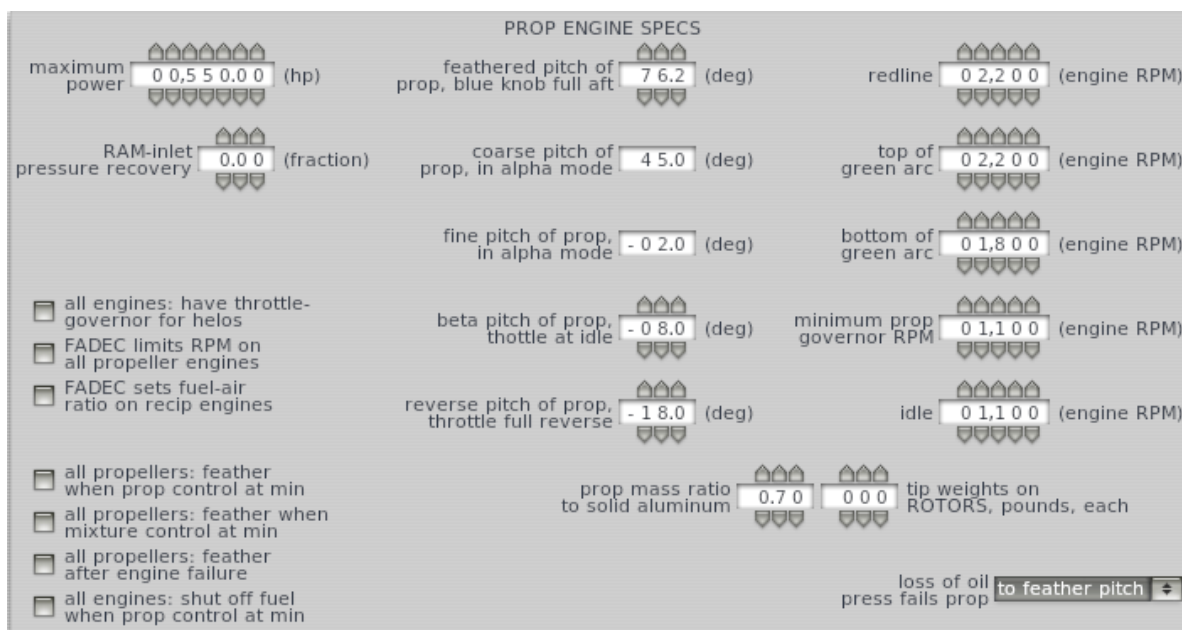 PROP ENGINE SPECS
maximum
power
0 0,5 5 0.0 0 (hp)
feathered pitch of
prop, blue knob full aft
7 6.2 (deg)
redline 0 2,2 0 0 (engine RPM)
RAM-inlet
pressure recovery
0.0 0 (fraction)
coarse pitch of
prop, in alpha mode
4 5.0 (deg)
top of
green arc
0 2,2 0 0 (engine RPM)
fine pitch of prop,
in alpha mode
- 0 2.0 (deg)
bottom of
green arc
0 1,8 0 0 (engine RPM)
all engines: have throttle-
governor for helos
FADEC limits RPM on
all propeller engines
FADEC sets fuel-air
ratio on recip engines
beta pitch of prop,
thottle at idle
- 0 8.0 (deg)
minimum prop
governor RPM
0 1,1 0 0 (engine RPM)
reverse pitch of prop,
throttle full reverse
- 1 8.0 (deg)
idle 0 1,1 0 0 (engine RPM)
all propellers: feather
when prop control at min
all propellers: feather when
mixture control at min
all propellers: feather
after engine failure
all engines: shut off fuel
when prop control at min
prop mass ratio
to solid aluminum
0.7 0 0 0 0
tip weights on
ROTORS, pounds, each
loss of oil
press fails prop
to feather pitch